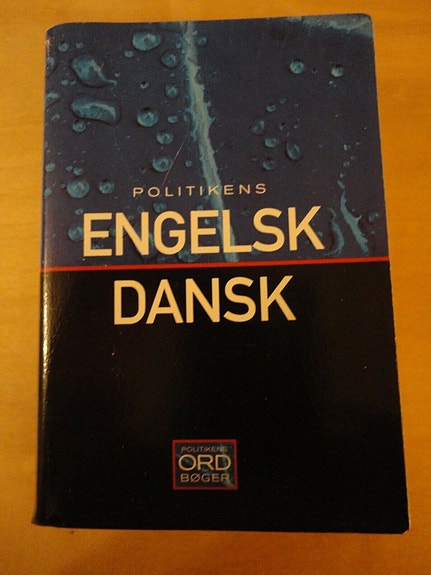 POLITIKENS
ENGELSK
DANSK
POLITIKENS
ORD
BØGER